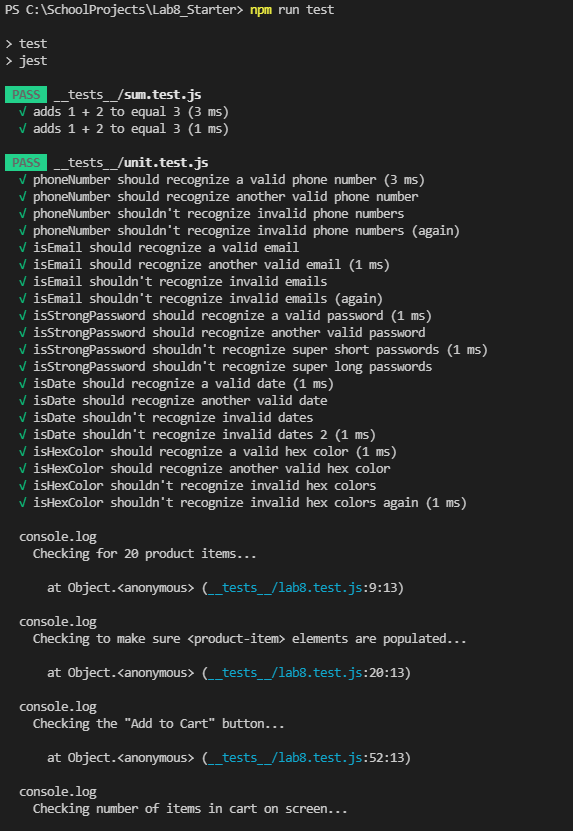 PS C:\SchoolProjects\Lab8_Starter> npm run test
> test
> jest
PASS __tests__/sum.test.js
√ adds 1 + 2 to equal 3 (3 ms)
√ adds 1 + 2 to equal 3 (1 ms)
PASS __tests__/unit.test.js
√ phoneNumber should recognize a valid phone number (3 ms)
√ phoneNumber should recognize another valid phone number
√ phoneNumber shouldn't recognize invalid phone numbers
√ phoneNumber shouldn't recognize invalid phone numbers (again)
√ isEmail should recognize a valid email
√ isEmail should recognize another valid email (1 ms)
√ isEmail shouldn't recognize invalid emails
√ isEmail shouldn't recognize invalid emails (again)
√ isStrongPassword should recognize a valid password (1 ms)
√ isStrongPassword should recognize another valid password
√ isStrongPassword shouldn't recognize super short passwords (1 ms)
√ isStrongPassword shouldn't recognize super long passwords
√ isDate should recognize a valid date (1 ms)
√ isDate should recognize another valid date
√ isDate shouldn't recognize invalid dates
√ isDate shouldn't recognize invalid dates 2 (1 ms)
√ isHexColor should recognize a valid hex color (1 ms)
√ isHexColor should recognize another valid hex color
√ isHexColor shouldn't recognize invalid hex colors
√ isHexColor shouldn't recognize invalid hex colors again (1 ms)
console.log
Checking for 20 product items...
at Object.<anonymous> (__tests__/lab8.test.js:9:13)
console.log
Checking to make sure <product-item> elements are populated...
at Object.<anonymous> (__tests__/lab8.test.js:20:13)
console.log
Checking the "Add to Cart" button...
at Object.<anonymous> (__tests__/lab8.test.js:52:13)
console.log
Checking number of items in cart on screen...